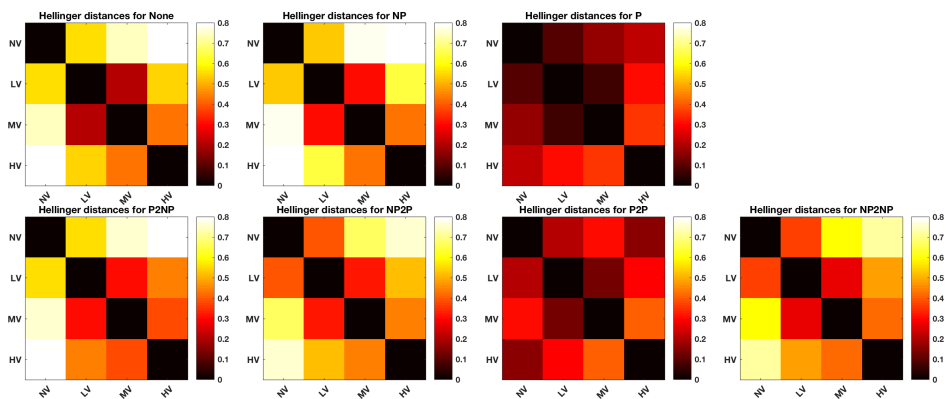 Hellinger distances for None
NV
LV
MV
HV
NV LV MV HV
0.8
0.7
0.6
0.5
0.4
0.3
0.2
0.1
0
Hellinger distances for NP
NV
LV
MV
HV
NV LV MV HV
0.8
0.7
0.6
0.5
0.4
0.3
0.2
0.1
0
Hellinger distances for P
NV
LV
MV
HV
NV LV MV HV
0.8
0.7
0.6
0.5
0.4
0.3
0.2
0.1
0
Hellinger distances for P2NP
NV
LV
MV
HV
NV LV MV HV
0.8
0.7
0.6
0.5
0.4
0.3
0.2
0.1
0
Hellinger distances for NP2P
NV
LV
MV
HV
NV LV MV HV
0.8
0.7
0.6
0.5
0.4
0.3
0.2
0.1
0
Hellinger distances for P2P
NV
LV
MV
HV
NV LV MV HV
0.8
0.7
0.6
0.5
0.4
0.3
0.2
0.1
0
Hellinger distances for NP2NP
NV
LV
MV
HV
NV LV MV HV
0.8
0.7
0.6
0.5
0.4
0.3
0.2
0.1
0